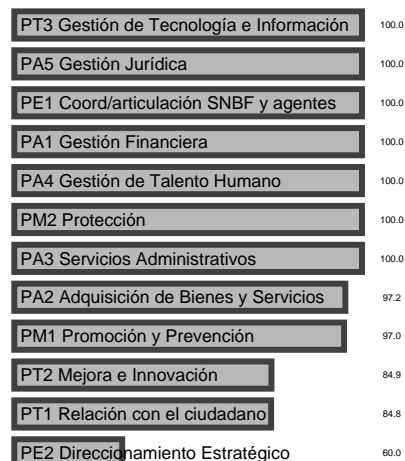 PT3 Gestión de Tecnología e Información 100.0
PA5 Gestión Jurídica 100.0
PE1 Coord/articulación SNBF y agentes 100.0
PA1 Gestión Financiera 100.0
PA4 Gestión de Talento Humano 100.0
PM2 Protección 100.0
PA3 Servicios Administrativos 100.0
PA2 Adquisición de Bienes y Servicios 97.2
PM1 Promoción y Prevención 97.0
PT2 Mejora e Innovación 84.9
PT1 Relación con el ciudadano 84.8
PE2 Direccionamiento Estratégico 60.0